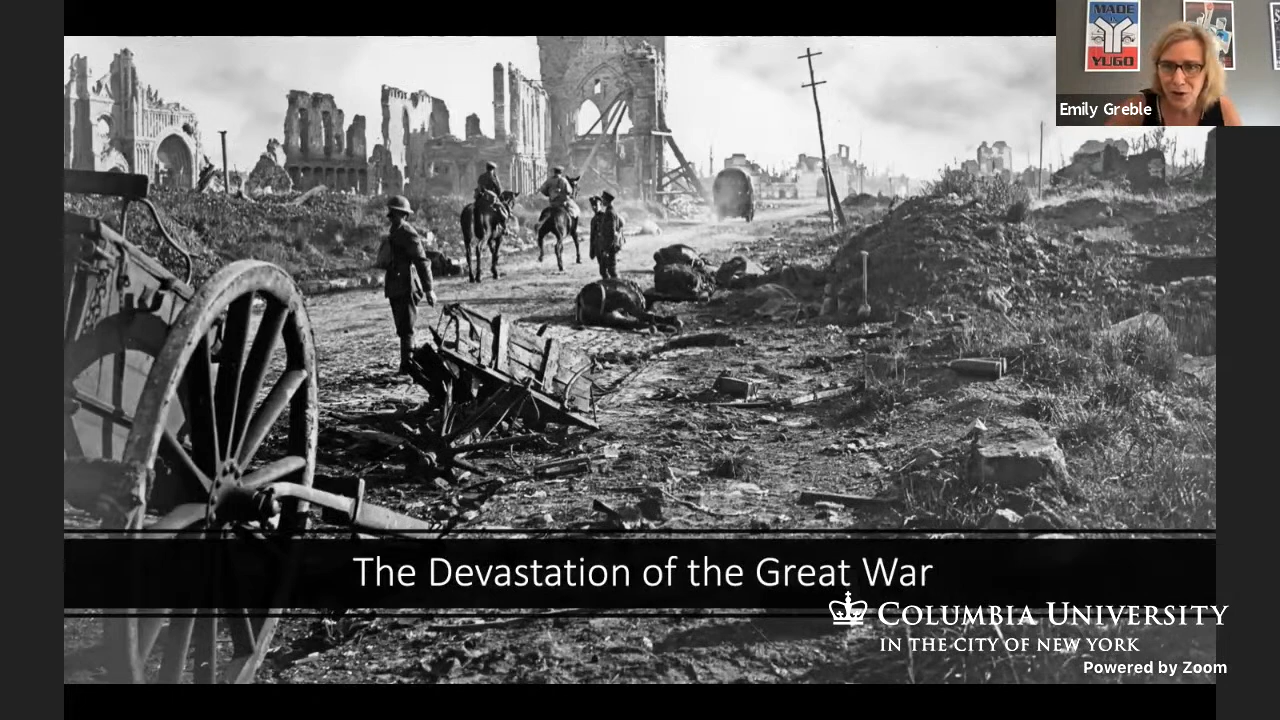 MADE
YUGO
Emily Greble
The Devastation of the Great War
COLUMBIA UNIVERSITY
IN THE CITY OF NEW YORK
Powered by Zoom